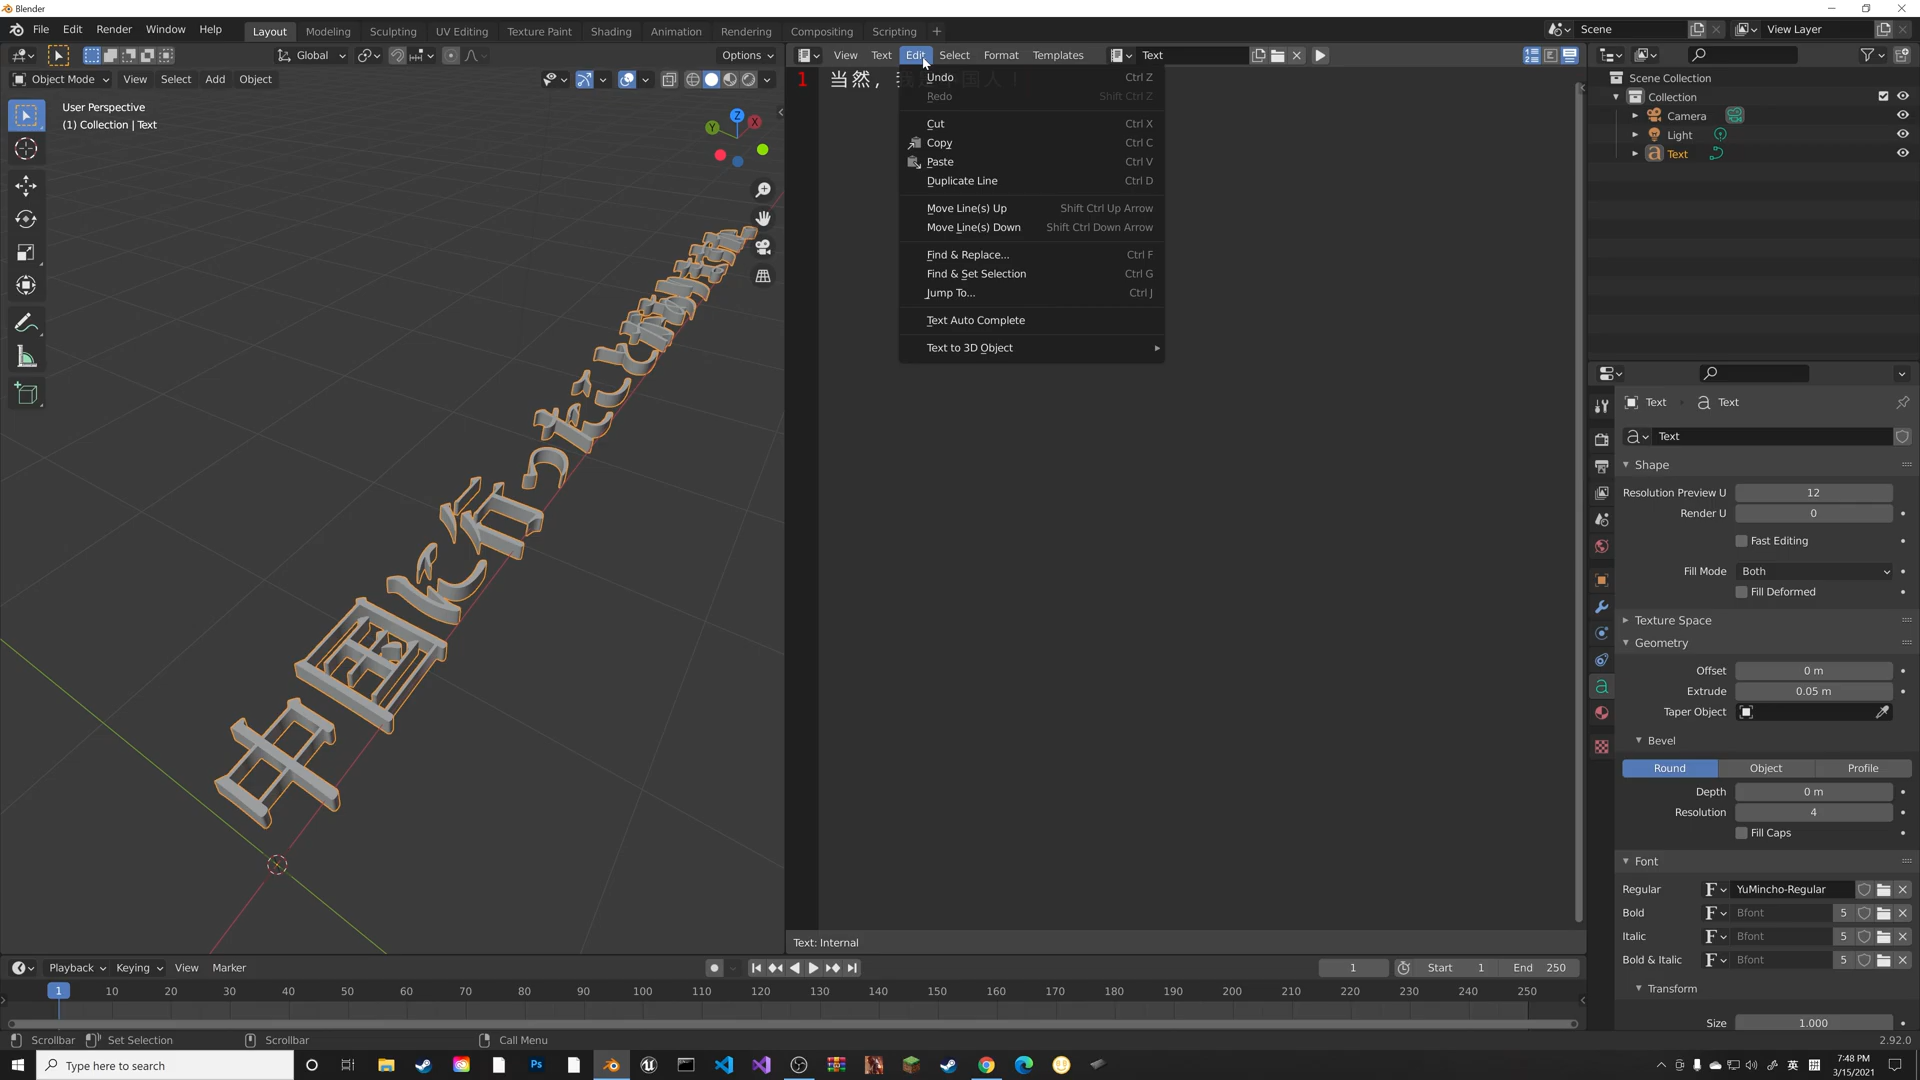 Blender
File Edit Render Window Help
Layout Modeling Sculpting UV Editing Texture Paint Shading Animation Rendering Compositing Scripting +
Scene
View Layer
Global
Options
View Text Edit Select Format Templates
Text
Object Mode View Select Add Object
User Perspective
(1) Collection | Text
Z
X
Y
1 当然，
国人！
Undo Ctrl Z
Redo Shift Ctrl Z
Cut Ctrl X
Copy Ctrl C
Paste Ctrl V
Duplicate Line Ctrl D
Move Line(s) Up Shift Ctrl Up Arrow
Move Line(s) Down Shift Ctrl Down Arrow
Find & Replace... Ctrl F
Find & Set Selection Ctrl G
Jump To... Ctrl J
Text Auto Complete
Text to 3D Object
Text: Internal
Scene Collection
Collection
Camera
Light
Text
Text Text
Text
Shape
Resolution Preview U 12
Render U 0
Fast Editing
Fill Mode Both
Fill Deformed
Texture Space
Geometry
Offset 0 m
Extrude 0.05 m
Taper Object
Bevel
Round Object Profile
Depth 0 m
Resolution 4
Fill Caps
Font
Regular YuMincho-Regular
Bold Bfont 5
Italic Bfont 5
Bold & Italic Bfont 5
Transform
Size 1.000
Playback Keying View Marker
1 Start 1 End 250
1 10 20 30 40 50 60 70 80 90 100 110 120 130 140 150 160 170 180 190 200 210 220 230 240 250
Scrollbar Set Selection Scrollbar Call Menu
2.92.0
Type here to search
英
7:48 PM
3/15/2021